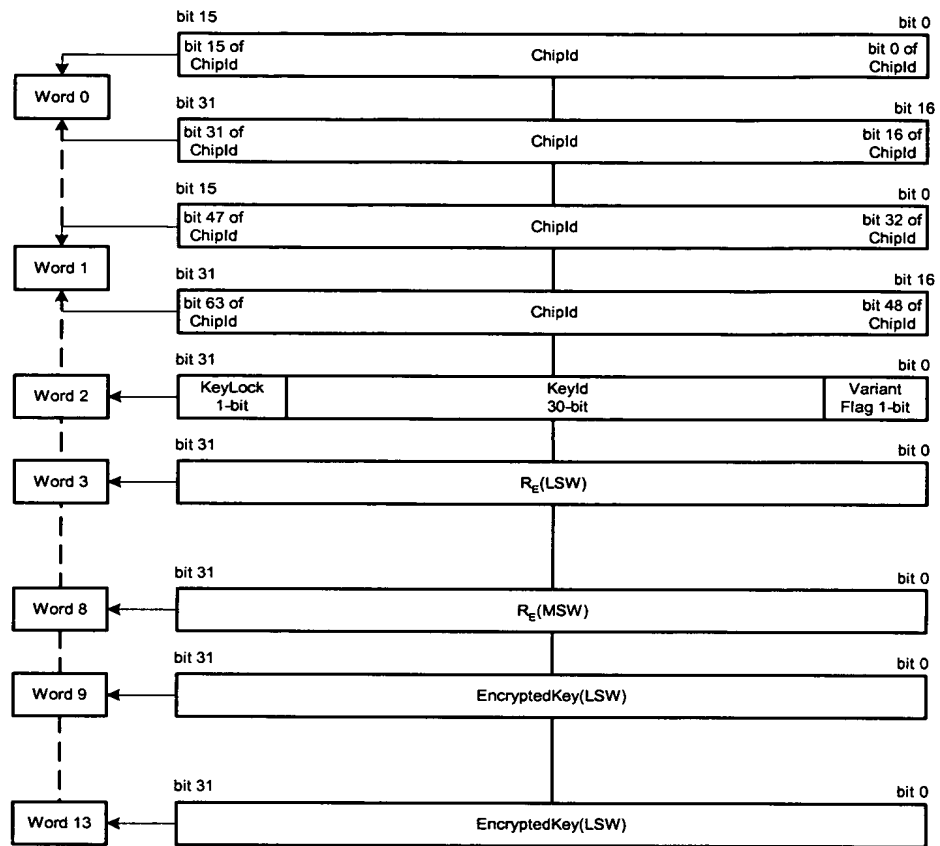 bit 15
bit 0
bit 15 of
ChipId
ChipId
bit 0 of
ChipId
Word 0
bit 31
bit 16
bit 31 of
ChipId
ChipId
bit 16 of
ChipId
bit 15
bit 0
bit 47 of
ChipId
ChipId
bit 32 of
ChipId
Word 1
bit 31
bit 16
bit 63 of
ChipId
ChipId
bit 48 of
ChipId
bit 31
bit 0
Word 2
KeyLock
1-bit
KeyId
30-bit
Variant
Flag 1-bit
bit 31
bit 0
Word 3
RE(LSW)
bit 31
bit 0
Word 8
RE(MSW)
bit 31
bit 0
Word 9
EncryptedKey(LSW)
bit 31
bit 0
Word 13
EncryptedKey(LSW)